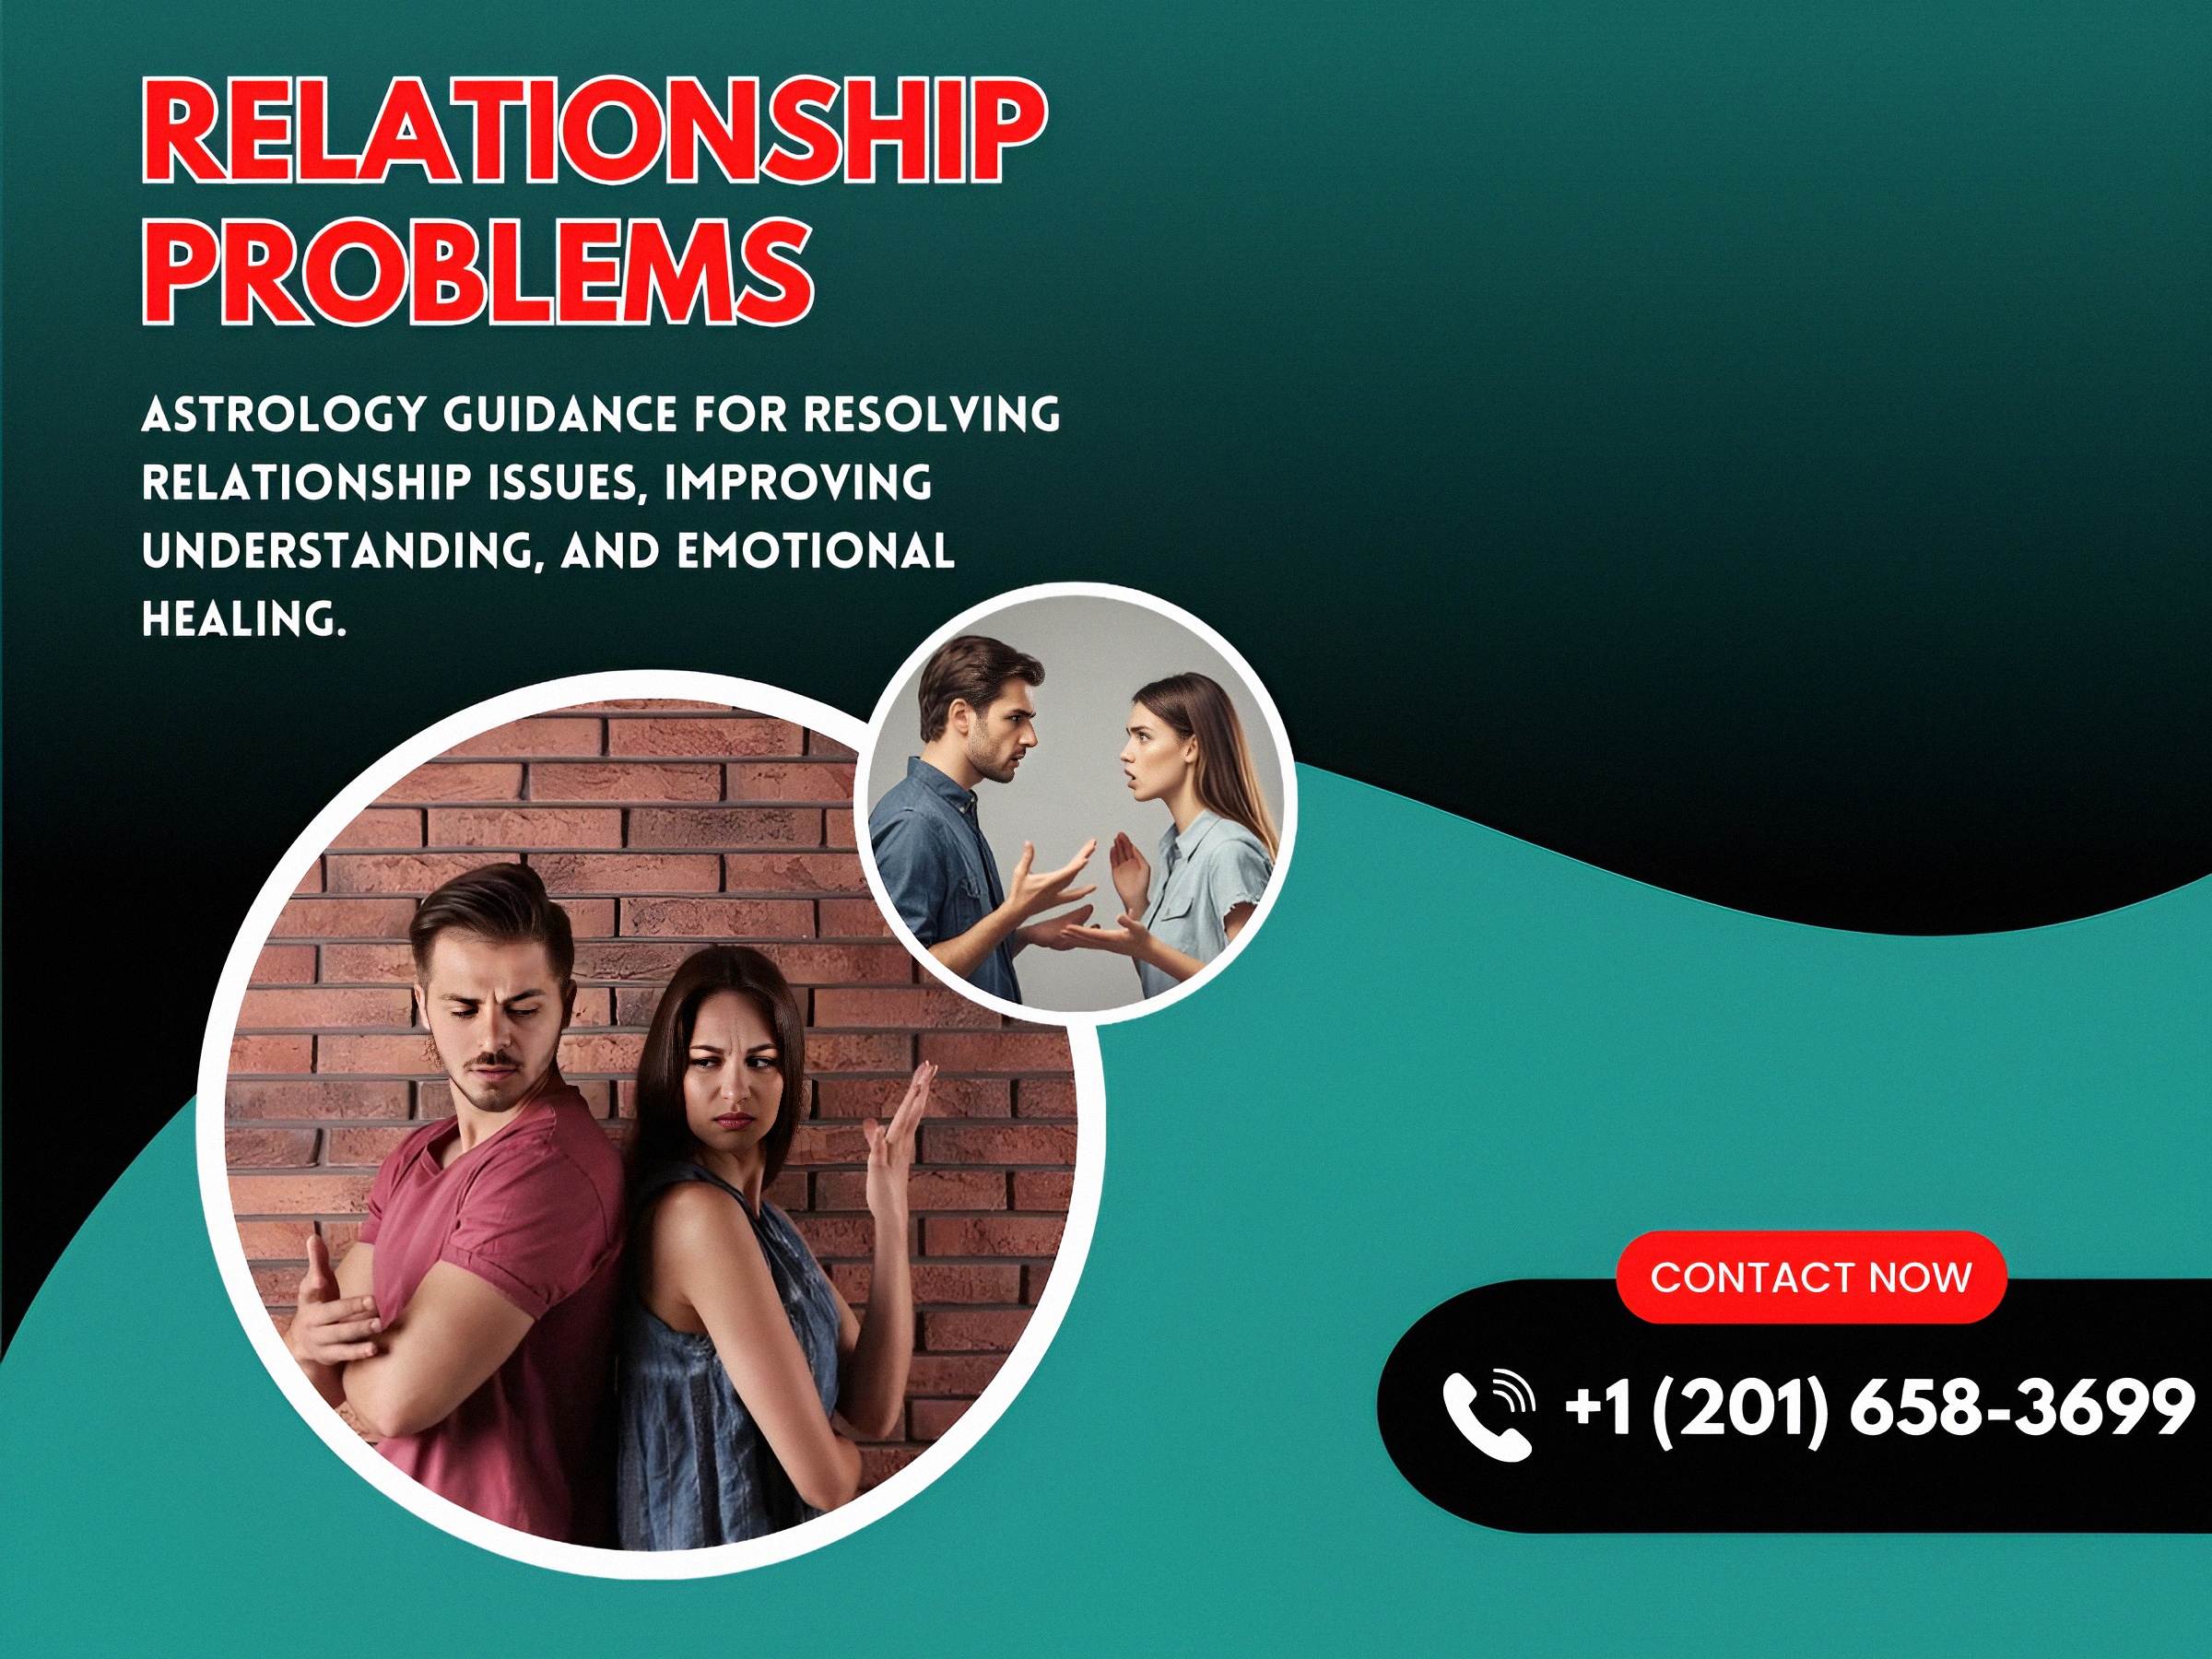 RELATIONSHIP
PROBLEMS
ASTROLOGY GUIDANCE FOR RESOLVING
RELATIONSHIP ISSUES, IMPROVING
UNDERSTANDING, AND EMOTIONAL
HEALING.
CONTACT NOW
+1 (201) 658-3699